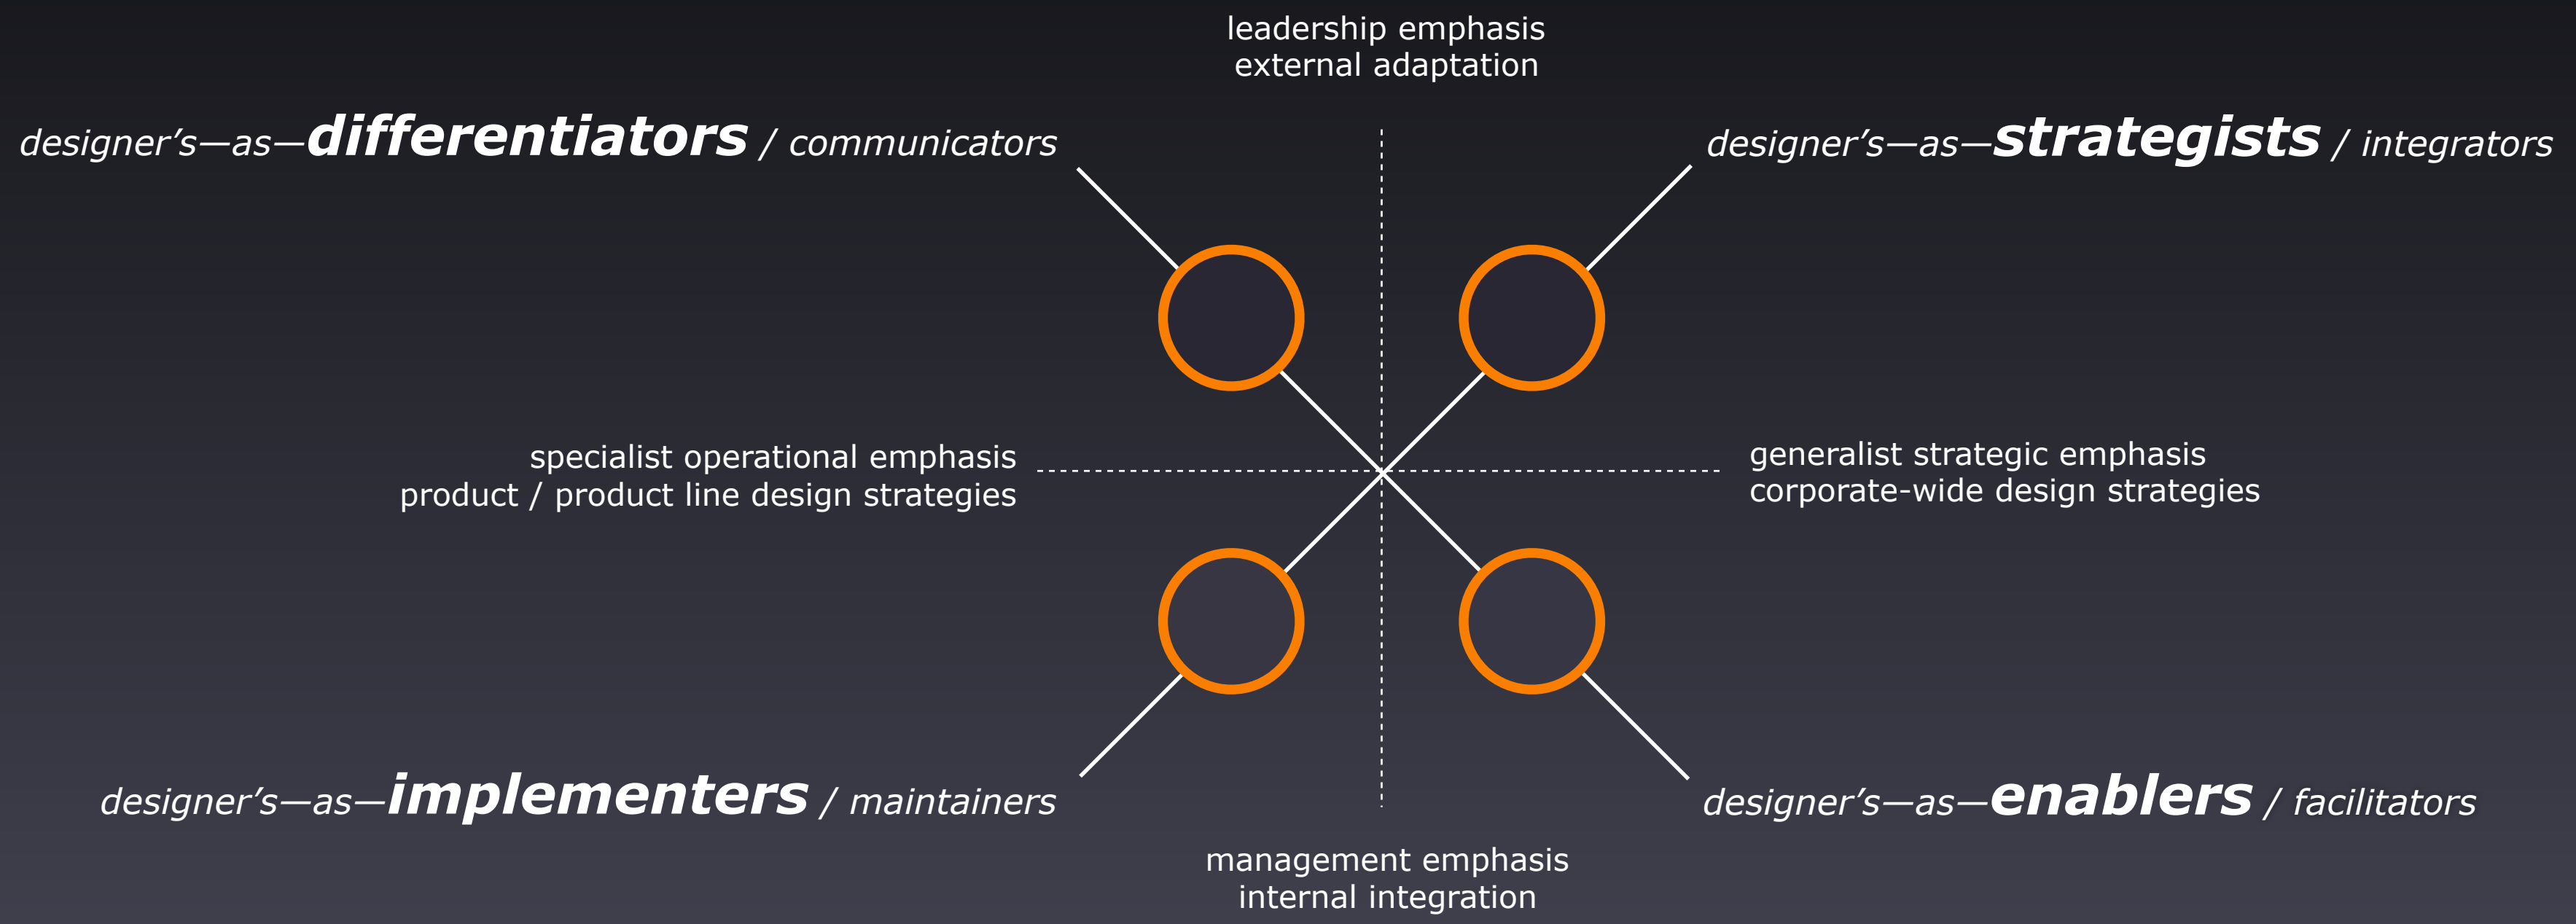 leadership emphasis
external adaptation
designer’s—as—differentiators / communicators
designer’s—as—strategists / integrators
specialist operational emphasis
product / product line design strategies
generalist strategic emphasis
corporate-wide design strategies
designer’s—as—implementers / maintainers
designer’s—as—enablers / facilitators
management emphasis
internal integration